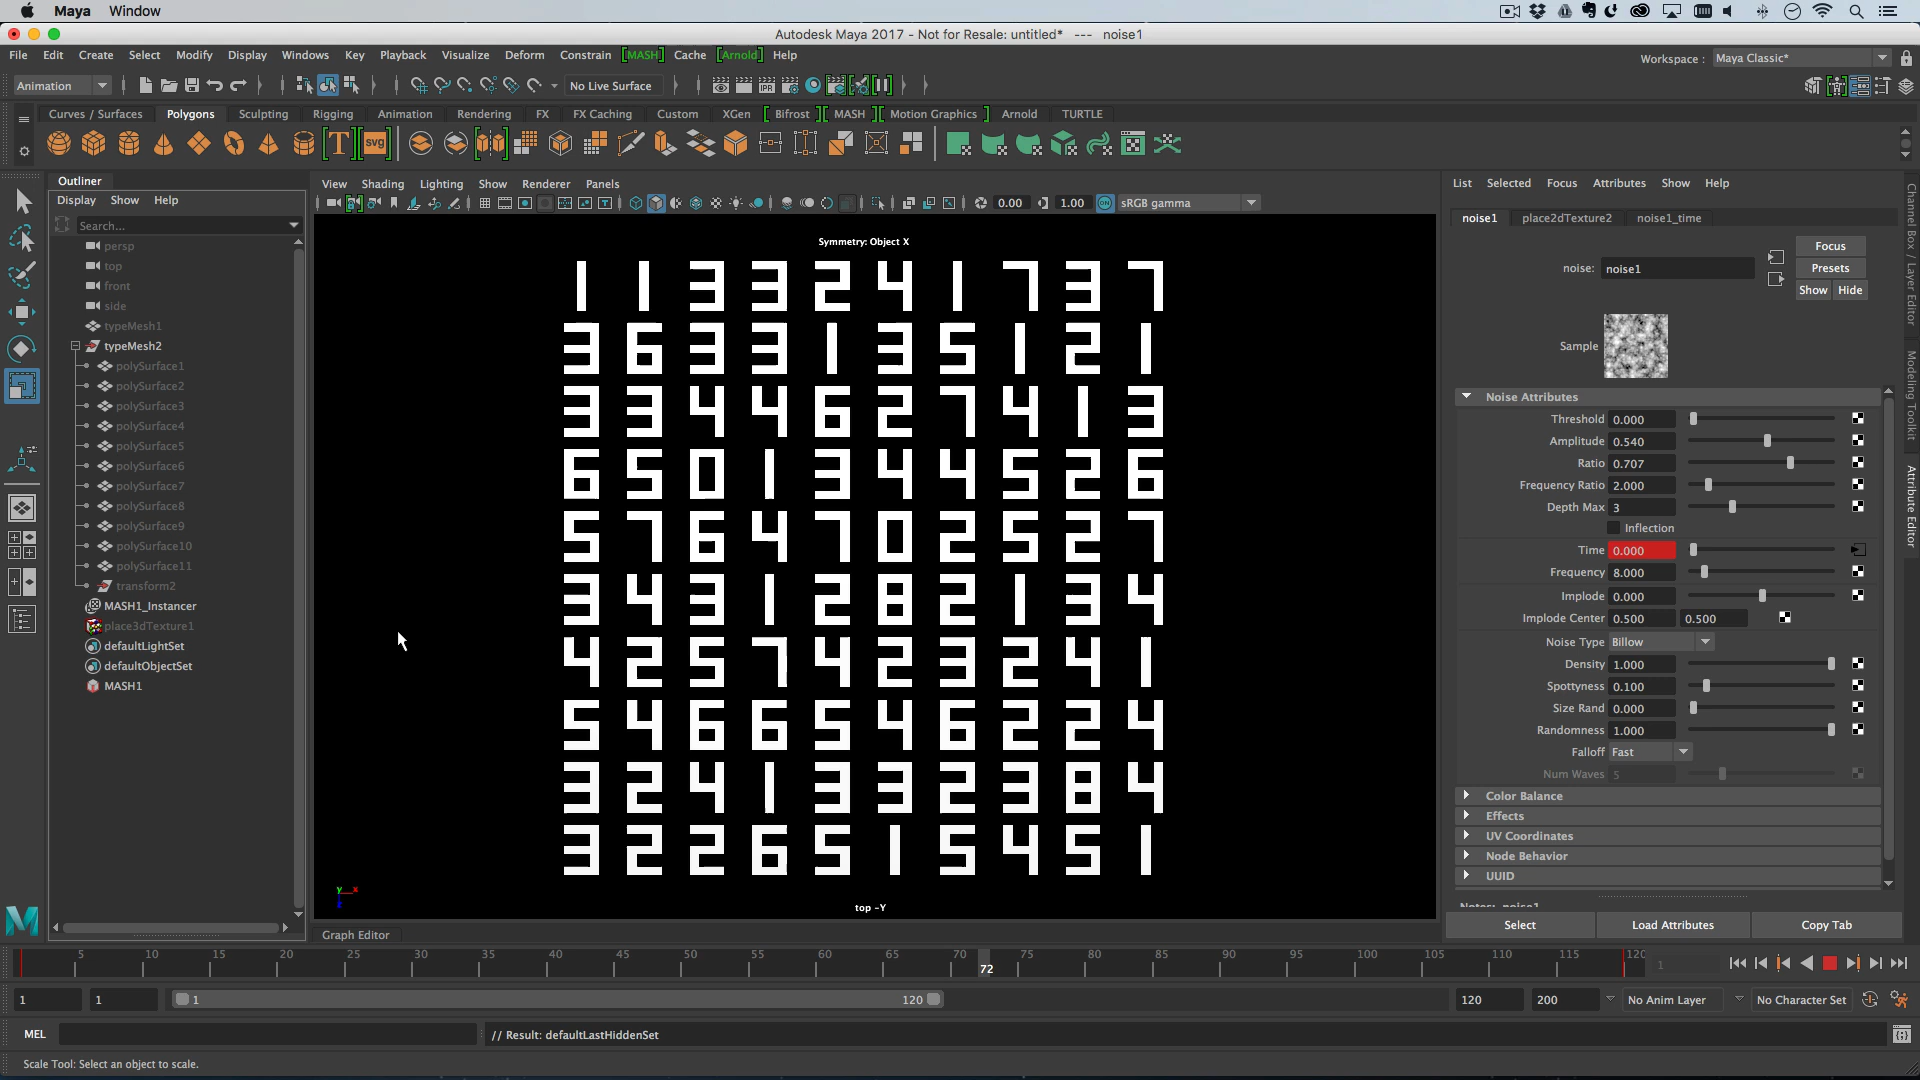 Maya Window
Autodesk Maya 2017 - Not for Resale: untitled* --- noise1
File Edit Create Select Modify Display Windows Key Playback Visualize Deform Constrain [MASH] Cache [Arnold] Help
Workspace : Maya Classic*
Animation No Live Surface
Curves / Surfaces Polygons Sculpting Rigging Animation Rendering FX FX Caching Custom XGen Bifrost MASH Motion Graphics Arnold TURTLE
T svg
Outliner
Display Show Help
Search...
persp
top
front
side
typeMesh1
typeMesh2
polySurface1
polySurface2
polySurface3
polySurface4
polySurface5
polySurface6
polySurface7
polySurface8
polySurface9
polySurface10
polySurface11
transform2
MASH1_Instancer
place3dTexture1
defaultLightSet
defaultObjectSet
MASH1
View Shading Lighting Show Renderer Panels
0.00 1.00 ON sRGB gamma
Symmetry: Object X
1 1 3 3 2 4 1 7 3 7
3 6 3 3 1 3 5 1 2 1
3 3 4 4 6 2 7 4 1 3
6 5 0 1 3 4 4 5 2 6
5 7 6 4 7 0 2 5 2 7
3 4 3 1 2 8 2 1 3 4
4 2 5 7 4 2 3 2 4 1
5 4 6 6 5 4 6 2 2 4
3 2 4 1 3 3 2 3 8 4
3 2 2 6 5 1 5 4 5 1
y x
top -Y
Graph Editor
List Selected Focus Attributes Show Help
noise1 place2dTexture2 noise1_time
noise: noise1
Focus
Presets
Show Hide
Sample
Noise Attributes
Threshold 0.000
Amplitude 0.540
Ratio 0.707
Frequency Ratio 2.000
Depth Max 3
Inflection
Time 0.000
Frequency 8.000
Implode 0.000
Implode Center 0.500 0.500
Noise Type Billow
Density 1.000
Spottyness 0.100
Size Rand 0.000
Randomness 1.000
Falloff Fast
Num Waves 5
Color Balance
Effects
UV Coordinates
Node Behavior
UUID
Notes: noise1
Select Load Attributes Copy Tab
Channel Box / Layer Editor
Modeling Toolkit
Attribute Editor
5 10 15 20 25 30 35 40 45 50 55 60 65 70 75 80 85 90 95 100 105 110 115 120
72
1
1 1 1 120 120 200 No Anim Layer No Character Set
MEL // Result: defaultLastHiddenSet
Scale Tool: Select an object to scale.